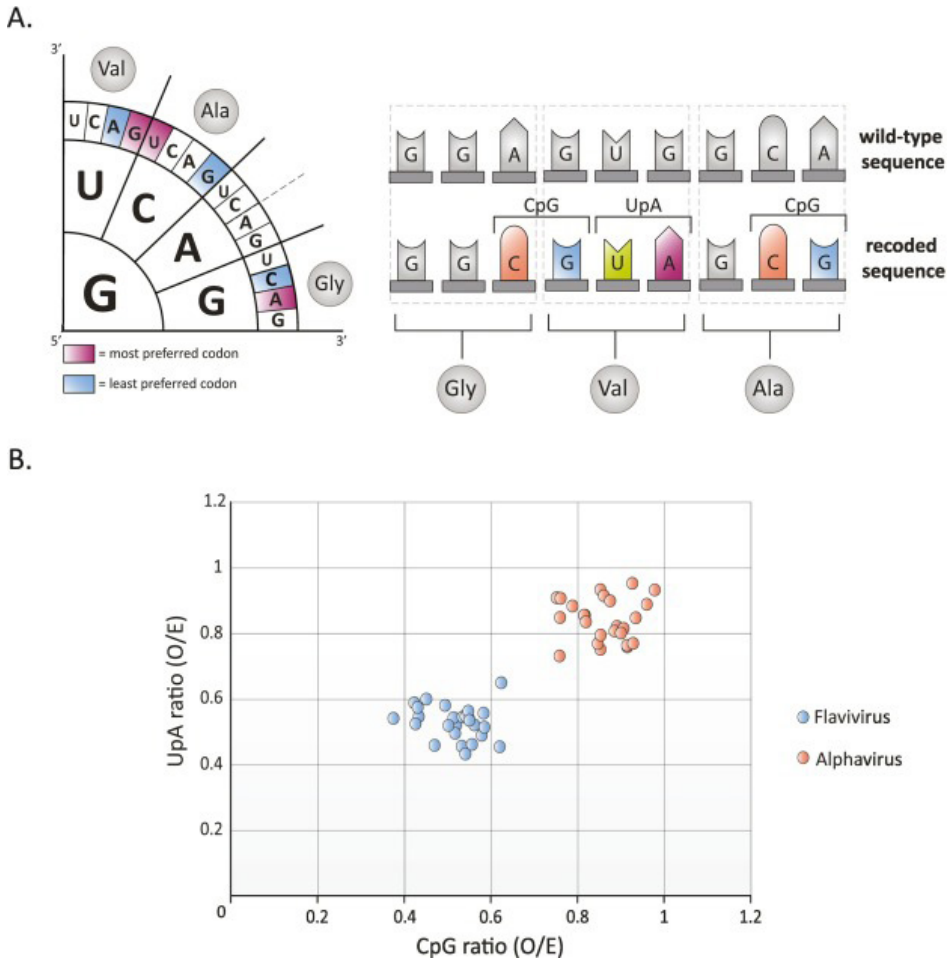 A.
3' Val
Ala
U C A G U C A G U C A G U C A G
U C A G
G
Gly
5' 3'
= most preferred codon
= least preferred codon
G G A G U G G C A wild-type sequence
CpG UpA CpG
G G C G U A G C G recoded sequence
Gly Val Ala
B.
1.2
1
0.8
0.6
0.4
0.2
0 0.2 0.4 0.6 0.8 1 1.2
UpA ratio (O/E)
CpG ratio (O/E)
Flavivirus
Alphavirus